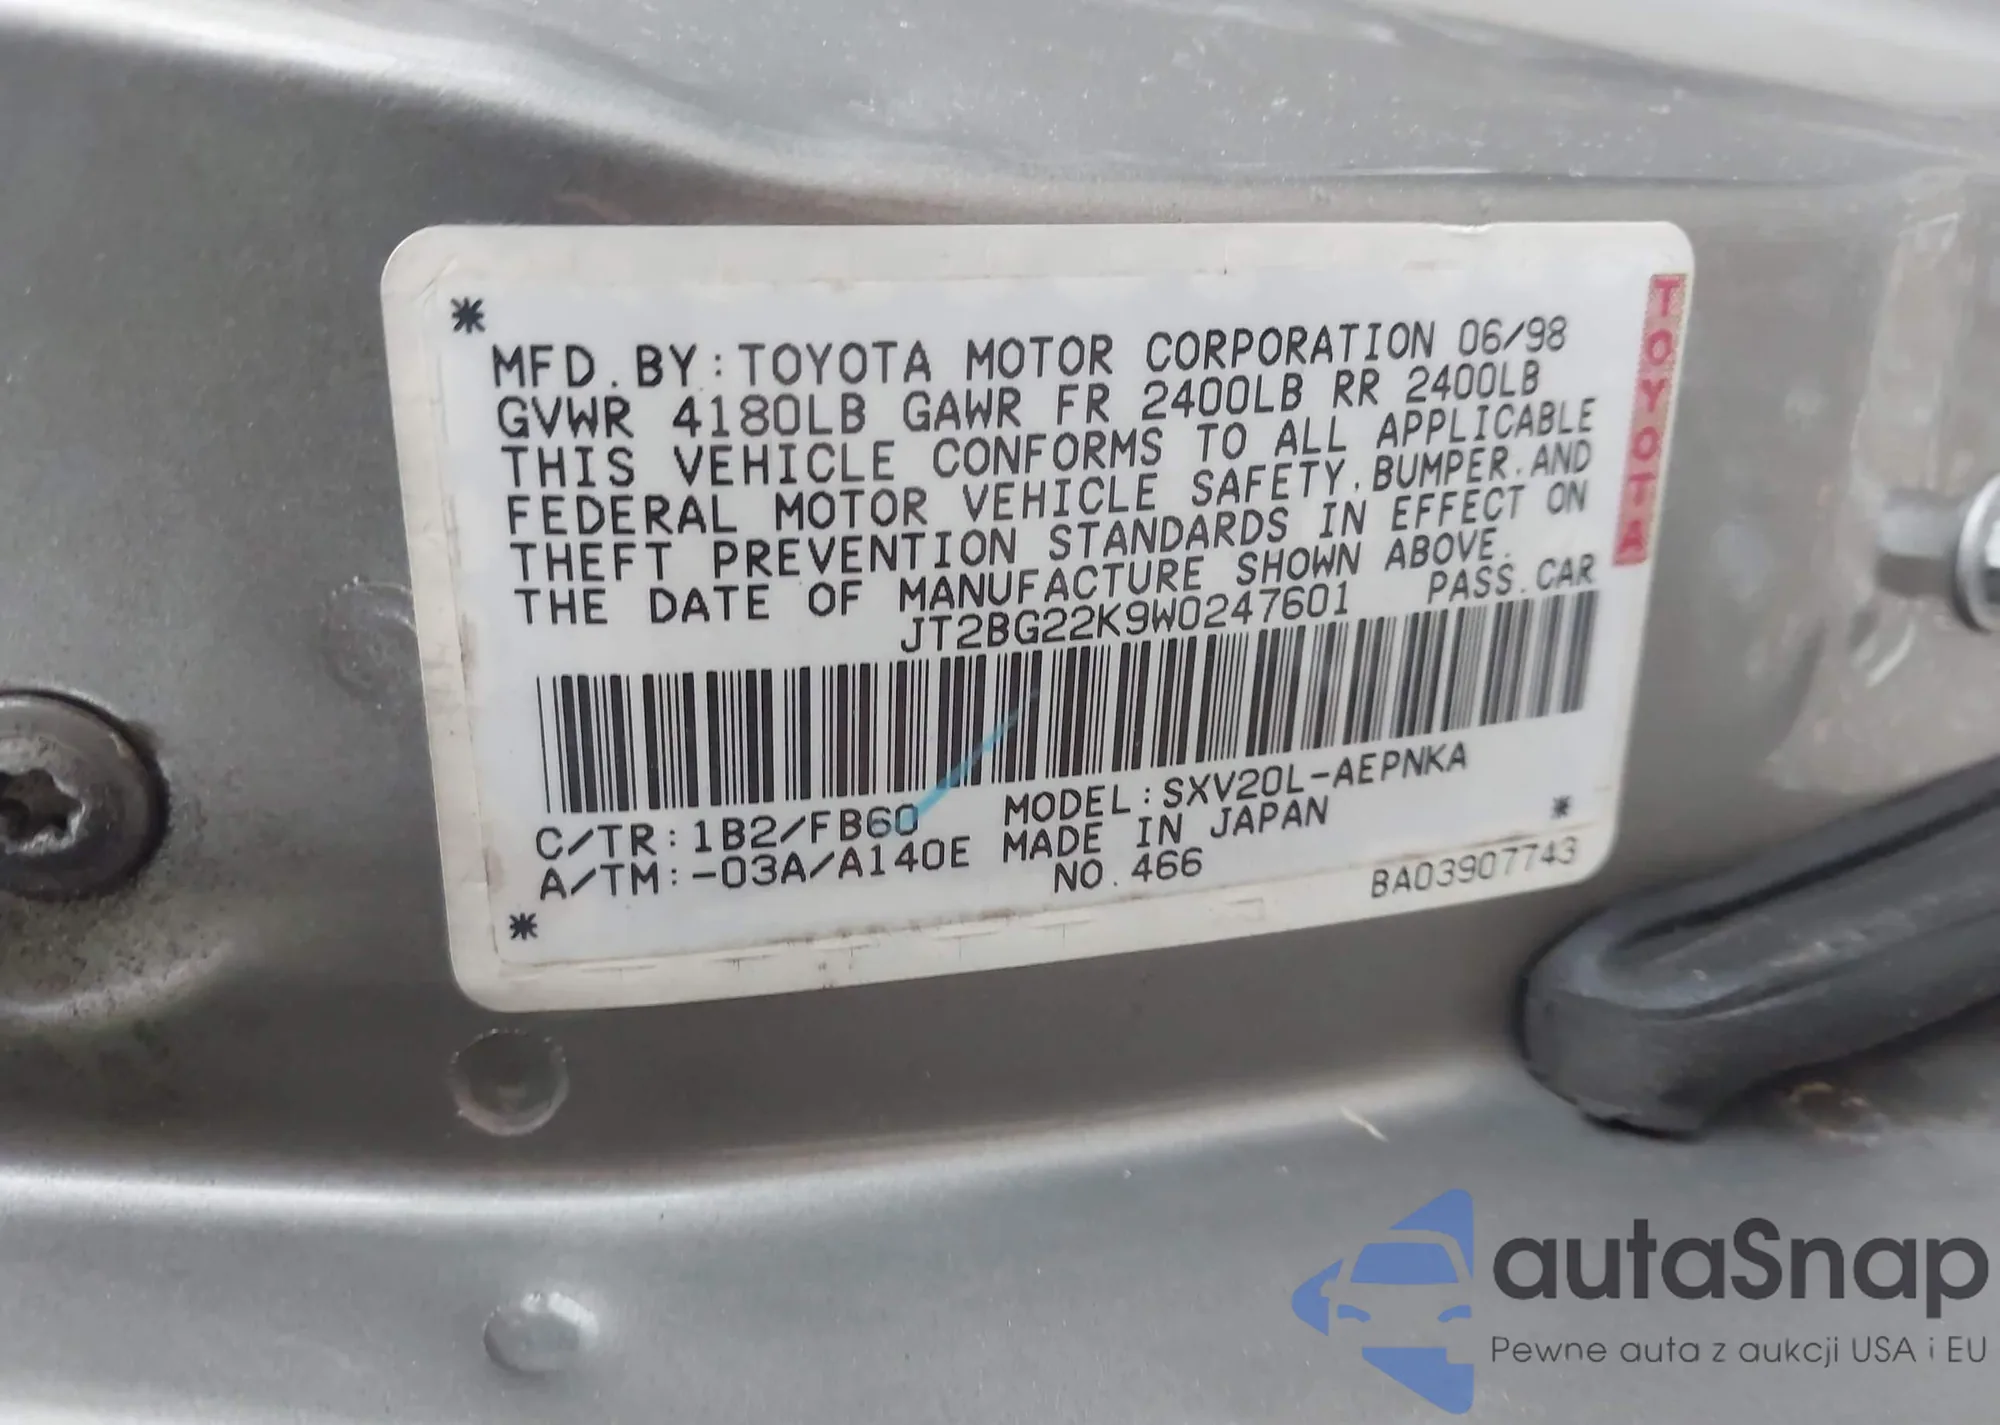 MFD. BY: TOYOTA MOTOR CORPORATION 06/98
GVWR 4180LB GAWR FR 2400LB RR 2400LB
THIS VEHICLE CONFORMS TO ALL APPLICABLE
FEDERAL MOTOR VEHICLE SAFETY, BUMPER, AND
THEFT PREVENTION STANDARDS IN EFFECT ON
THE DATE OF MANUFACTURE SHOWN ABOVE.
JT2BG22K9W0247601 PASS. CAR
C/TR: 1B2/FB60 MODEL: SXV20L-AEPNKA
A/TM: -03A/A140E MADE IN JAPAN
NO. 466
BA03907743
TOYOTA
autaSnap
Pewne auta z aukcji USA i EU